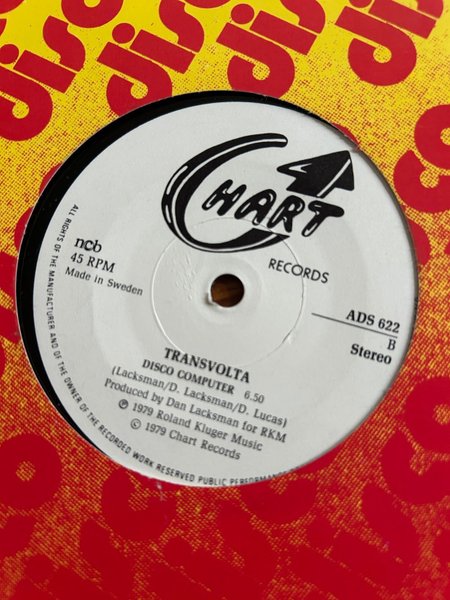 disco
disco
disco
CHART
RECORDS
ncb
45 RPM
Made in Sweden
ADS 622
B
Stereo
TRANSVOLTA
DISCO COMPUTER 6.50
(Lacksman/D. Lacksman/D. Lucas)
Produced by Dan Lacksman for RKM
℗ 1979 Roland Kluger Music
© 1979 Chart Records
ALL RIGHTS OF THE MANUFACTURER AND OF THE OWNER OF THE RECORDED WORK RESERVED PUBLIC PERFORMANCE